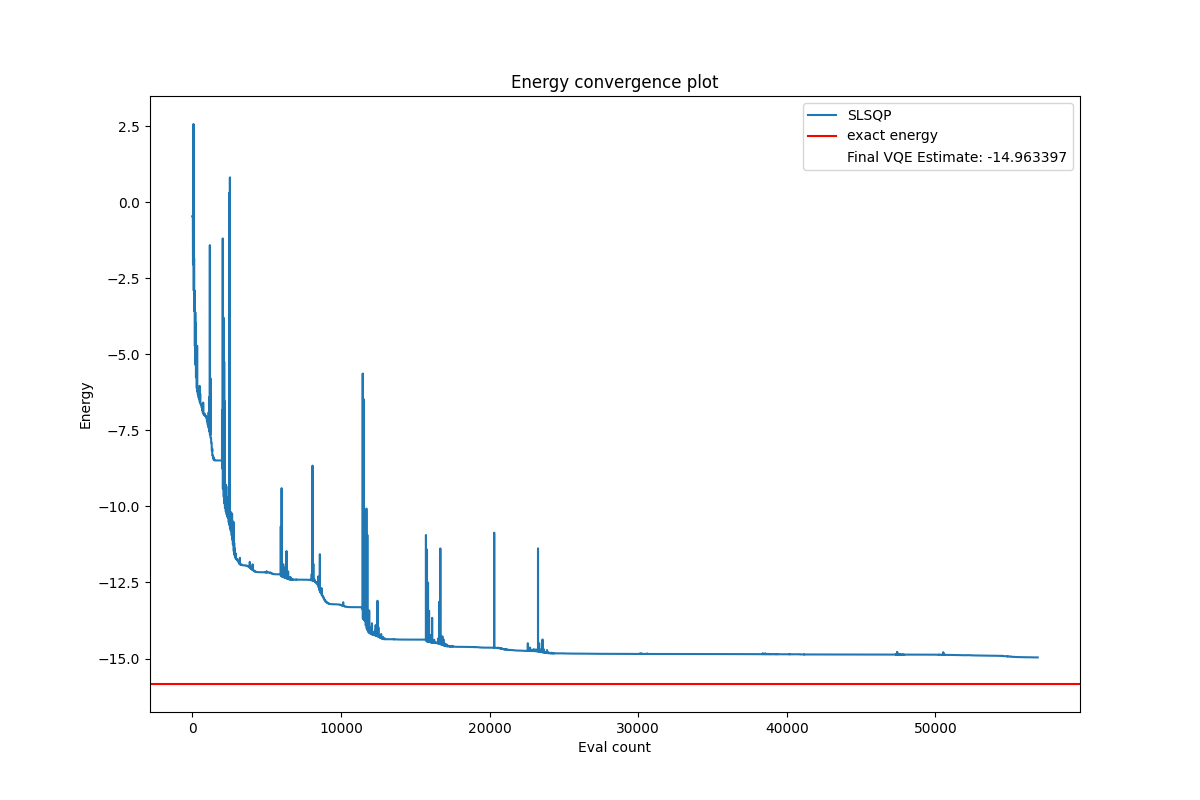 Energy convergence plot
SLSQP
exact energy
Final VQE Estimate: -14.963397
2.5
0.0
−2.5
−5.0
−7.5
−10.0
−12.5
−15.0
Energy
0 10000 20000 30000 40000 50000
Eval count